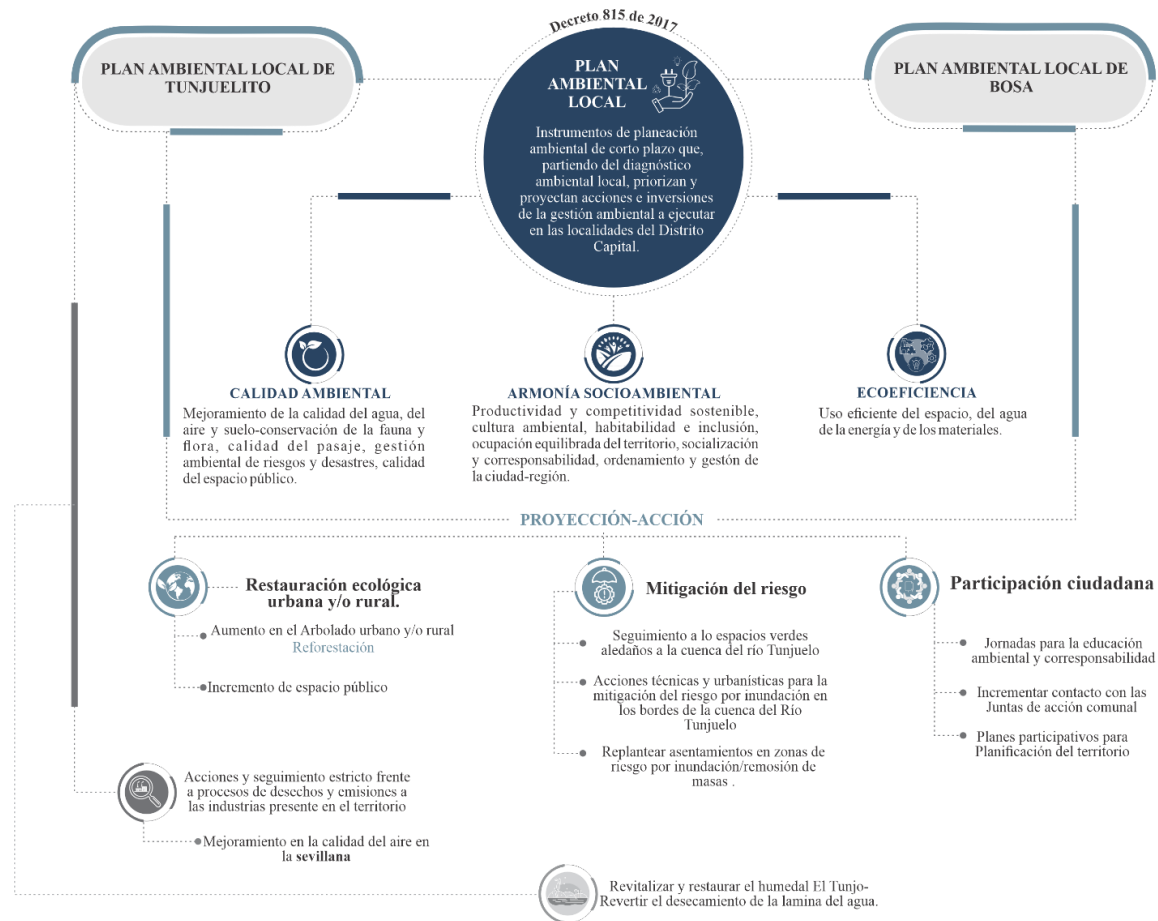 Decreto 815 de 2017
PLAN AMBIENTAL LOCAL DE
TUNJUELITO
PLAN
AMBIENTAL
LOCAL
Instrumentos de planeación
ambiental de corto plazo que,
partiendo del diagnóstico
ambiental local, priorizan y
proyectan acciones e inversiones
de la gestión ambiental a ejecutar
en las localidades del Distrito
Capital.
PLAN AMBIENTAL LOCAL DE
BOSA
CALIDAD AMBIENTAL
Mejoramiento de la calidad del agua, del
aire y suelo-conservación de la fauna y
flora, calidad del pasaje, gestión
ambiental de riesgos y desastres, calidad
del espacio público.
ARMONÍA SOCIOAMBIENTAL
Productividad y competitividad sostenible,
cultura ambiental, habitabilidad e inclusión,
ocupación equilibrada del territorio, socialización
y corresponsabilidad, ordenamiento y gestón de
la ciudad-región.
ECOEFICIENCIA
Uso eficiente del espacio, del agua
de la energía y de los materiales.
PROYECCIÓN-ACCIÓN
Restauración ecológica
urbana y/o rural.
Aumento en el Arbolado urbano y/o rural
Reforestación
Incremento de espacio público
Mitigación del riesgo
Seguimiento a lo espacios verdes
aledaños a la cuenca del río Tunjuelo
Acciones técnicas y urbanísticas para la
mitigación del riesgo por inundación en
los bordes de la cuenca del Río
Tunjuelo
Replantear asentamientos en zonas de
riesgo por inundación/remosión de
masas .
Participación ciudadana
Jornadas para la educación
ambiental y corresponsabilidad
Incrementar contacto con las
Juntas de acción comunal
Planes participativos para
Planificación del territorio
Acciones y seguimiento estricto frente
a procesos de desechos y emisiones a
las industrias presente en el territorio
Mejoramiento en la calidad del aire en
la sevillana
Revitalizar y restaurar el humedal El Tunjo-
Revertir el desecamiento de la lamina del agua.